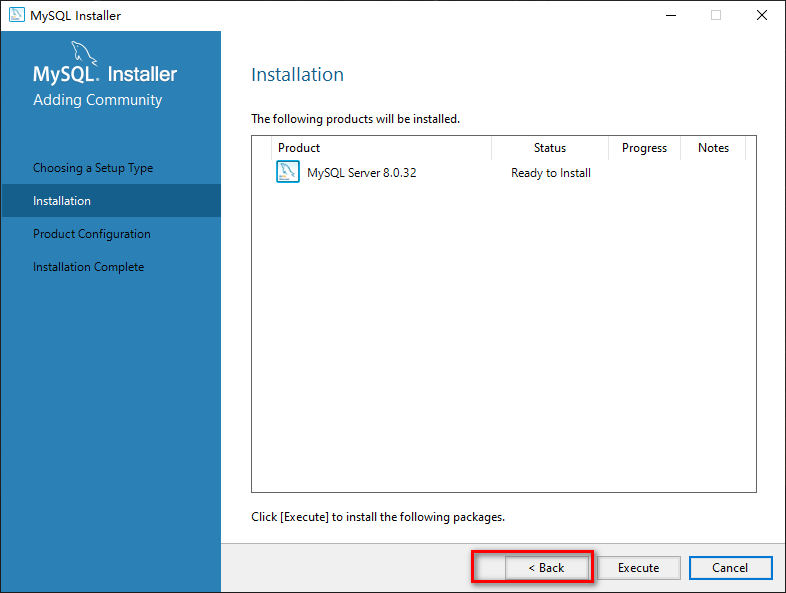 MySQL Installer
MySQL. Installer
Adding Community
Choosing a Setup Type
Installation
Product Configuration
Installation Complete
Installation
The following products will be installed.
Product Status Progress Notes
MySQL Server 8.0.32 Ready to Install
Click [Execute] to install the following packages.
< Back Execute Cancel